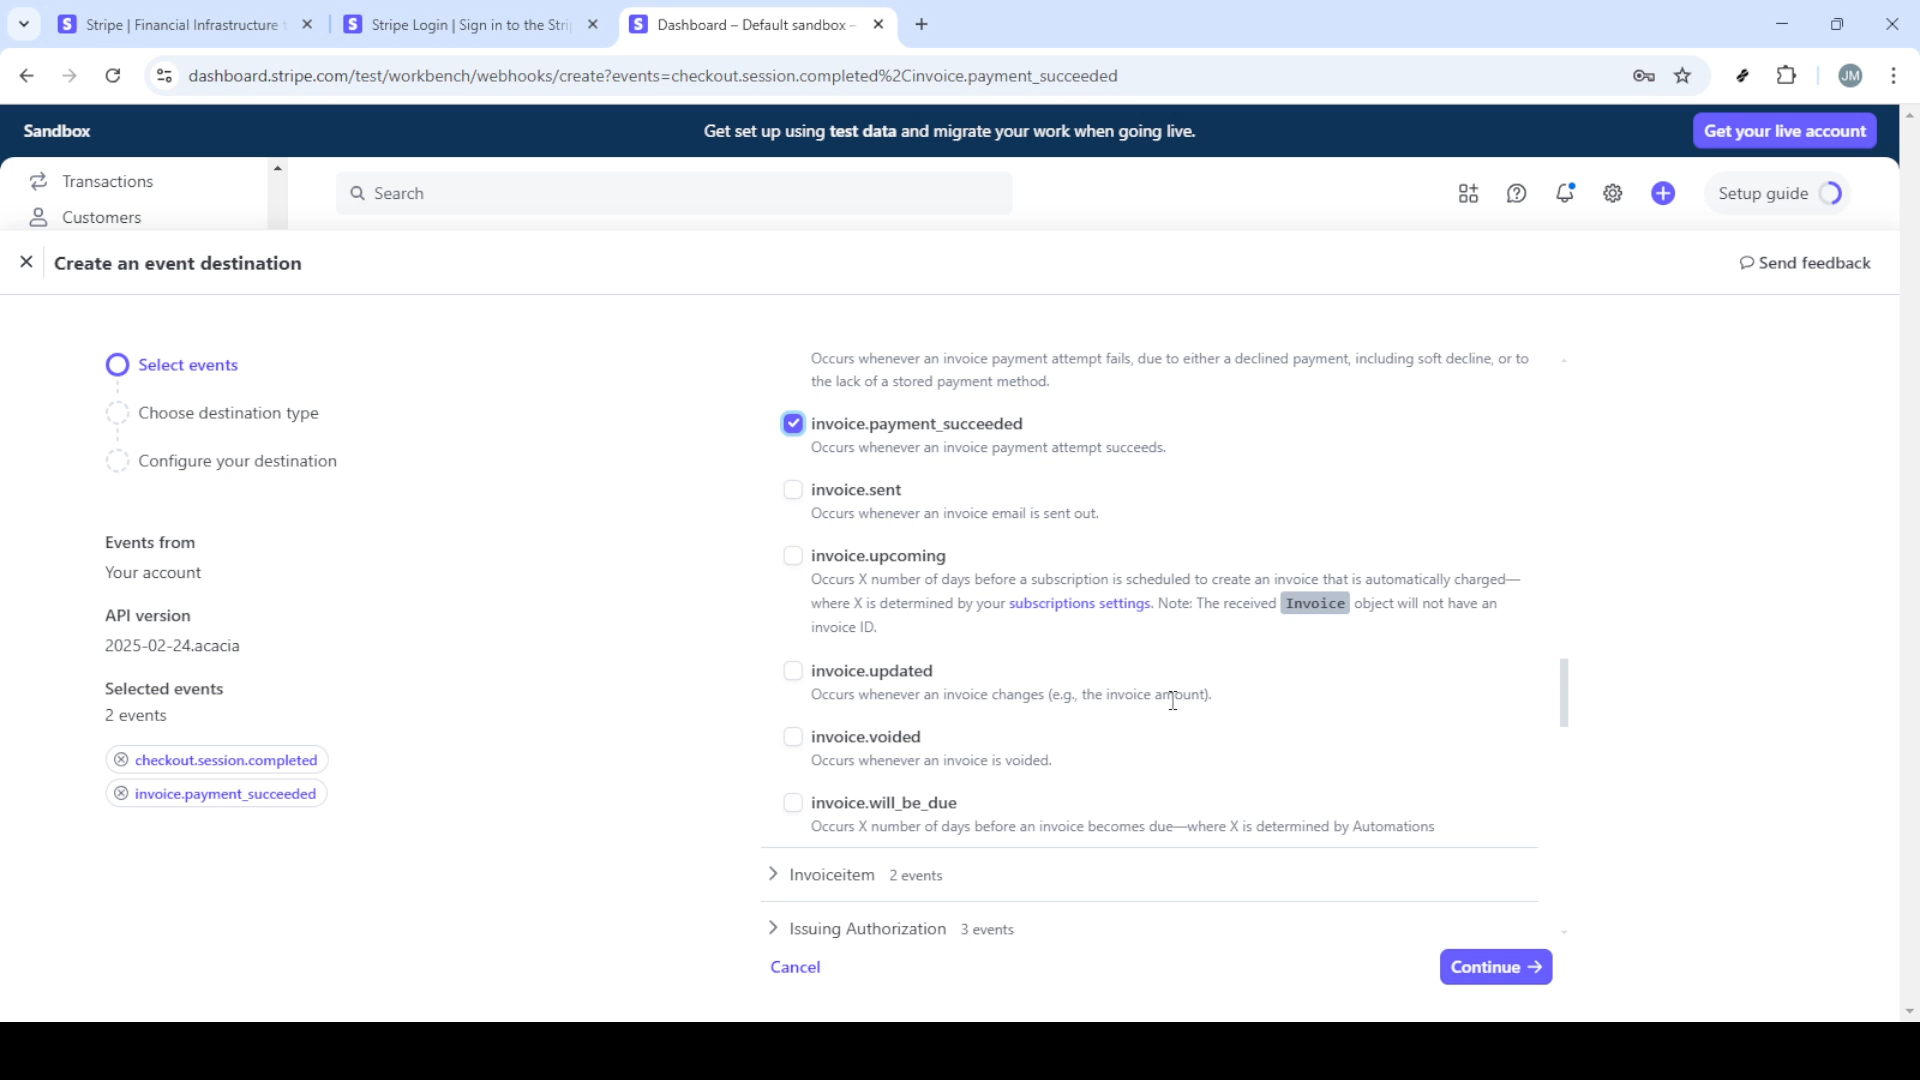 Stripe | Financial Infrastructure t
Stripe Login | Sign in to the Stri
Dashboard – Default sandbox –
dashboard.stripe.com/test/workbench/webhooks/create?events=checkout.session.completed%2Cinvoice.payment_succeeded
JM
Sandbox
Get set up using test data and migrate your work when going live.
Get your live account
Transactions
Customers
Search
Setup guide
Create an event destination
Send feedback
Select events
Choose destination type
Configure your destination
Events from
Your account
API version
2025-02-24.acacia
Selected events
2 events
checkout.session.completed
invoice.payment_succeeded
Occurs whenever an invoice payment attempt fails, due to either a declined payment, including soft decline, or to
the lack of a stored payment method.
invoice.payment_succeeded
Occurs whenever an invoice payment attempt succeeds.
invoice.sent
Occurs whenever an invoice email is sent out.
invoice.upcoming
Occurs X number of days before a subscription is scheduled to create an invoice that is automatically charged—
where X is determined by your subscriptions settings. Note: The received Invoice object will not have an
invoice ID.
invoice.updated
Occurs whenever an invoice changes (e.g., the invoice amount).
invoice.voided
Occurs whenever an invoice is voided.
invoice.will_be_due
Occurs X number of days before an invoice becomes due—where X is determined by Automations
Invoiceitem 2 events
Issuing Authorization 3 events
Cancel
Continue →